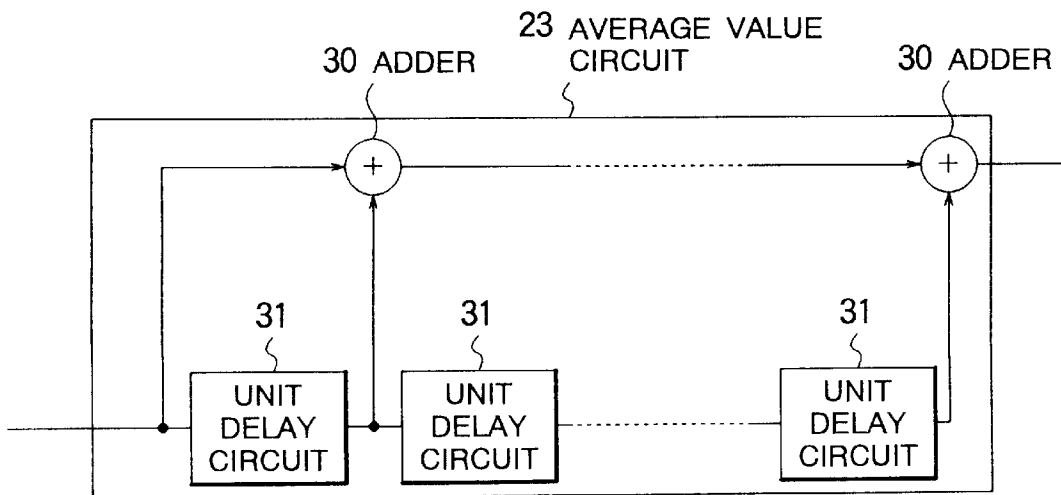 23 AVERAGE VALUE
CIRCUIT
30 ADDER
30 ADDER
+
+
31
31
31
UNIT
DELAY
CIRCUIT
UNIT
DELAY
CIRCUIT
UNIT
DELAY
CIRCUIT